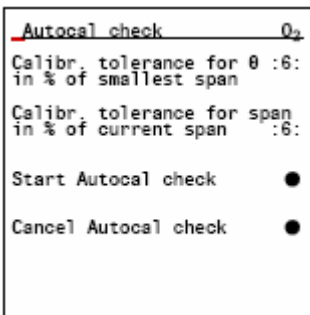 Autocal check O₂
Calibr. tolerance for 0 :6:
in % of smallest span
Calibr. tolerance for span
in % of current span :6:
Start Autocal check ●
Cancel Autocal check ●